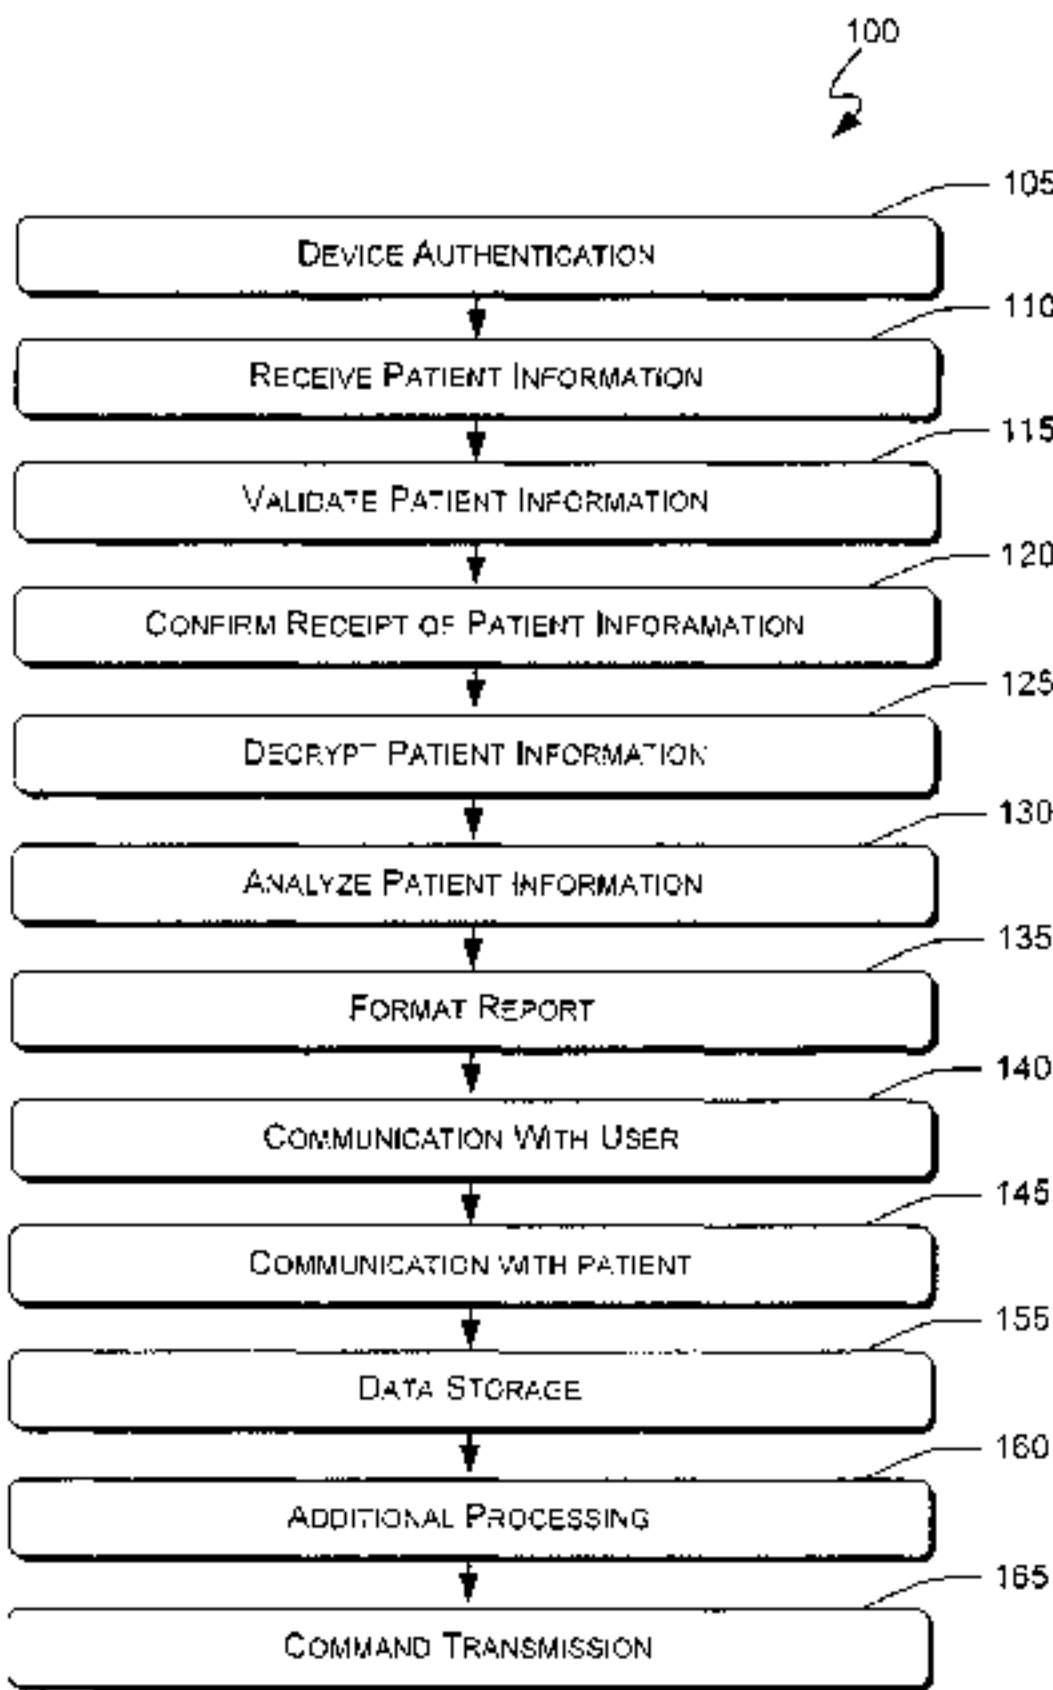 100
105
DEVICE AUTHENTICATION
110
RECEIVE PATIENT INFORMATION
115
VALIDATE PATIENT INFORMATION
120
CONFIRM RECEIPT OF PATIENT INFORAMATION
125
DECRYPT PATIENT INFORMATION
130
ANALYZE PATIENT INFORMATION
135
FORMAT REPORT
140
COMMUNICATION WITH USER
145
COMMUNICATION WITH PATIENT
155
DATA STORAGE
160
ADDITIONAL PROCESSING
165
COMMAND TRANSMISSION